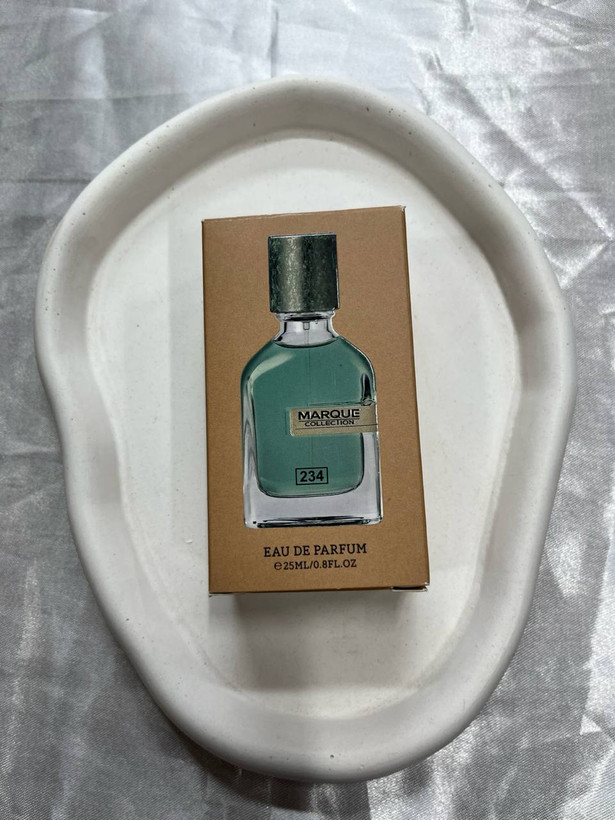 MARQUE
COLLECTION
234
EAU DE PARFUM
℮25ML/0.8FL.OZ